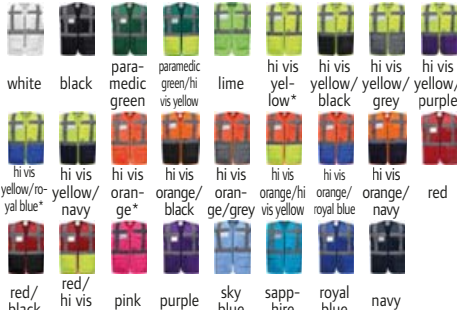 white
black
para-
medic
green
paramedic
green/hi
vis yellow
lime
hi vis
yel-
low*
hi vis
yellow/
black
hi vis
yellow/
grey
hi vis
yellow/
purple
hi vis
yellow/ro-
yal blue*
hi vis
yellow/
navy
hi vis
oran-
ge*
hi vis
orange/
black
hi vis
oran-
ge/grey
hi vis
orange/hi
vis yellow
hi vis
orange/
royal blue
hi vis
orange/
navy
red
red/
black
red/
hi vis
pink
purple
sky
blue
sapp-
hire
royal
blue
navy